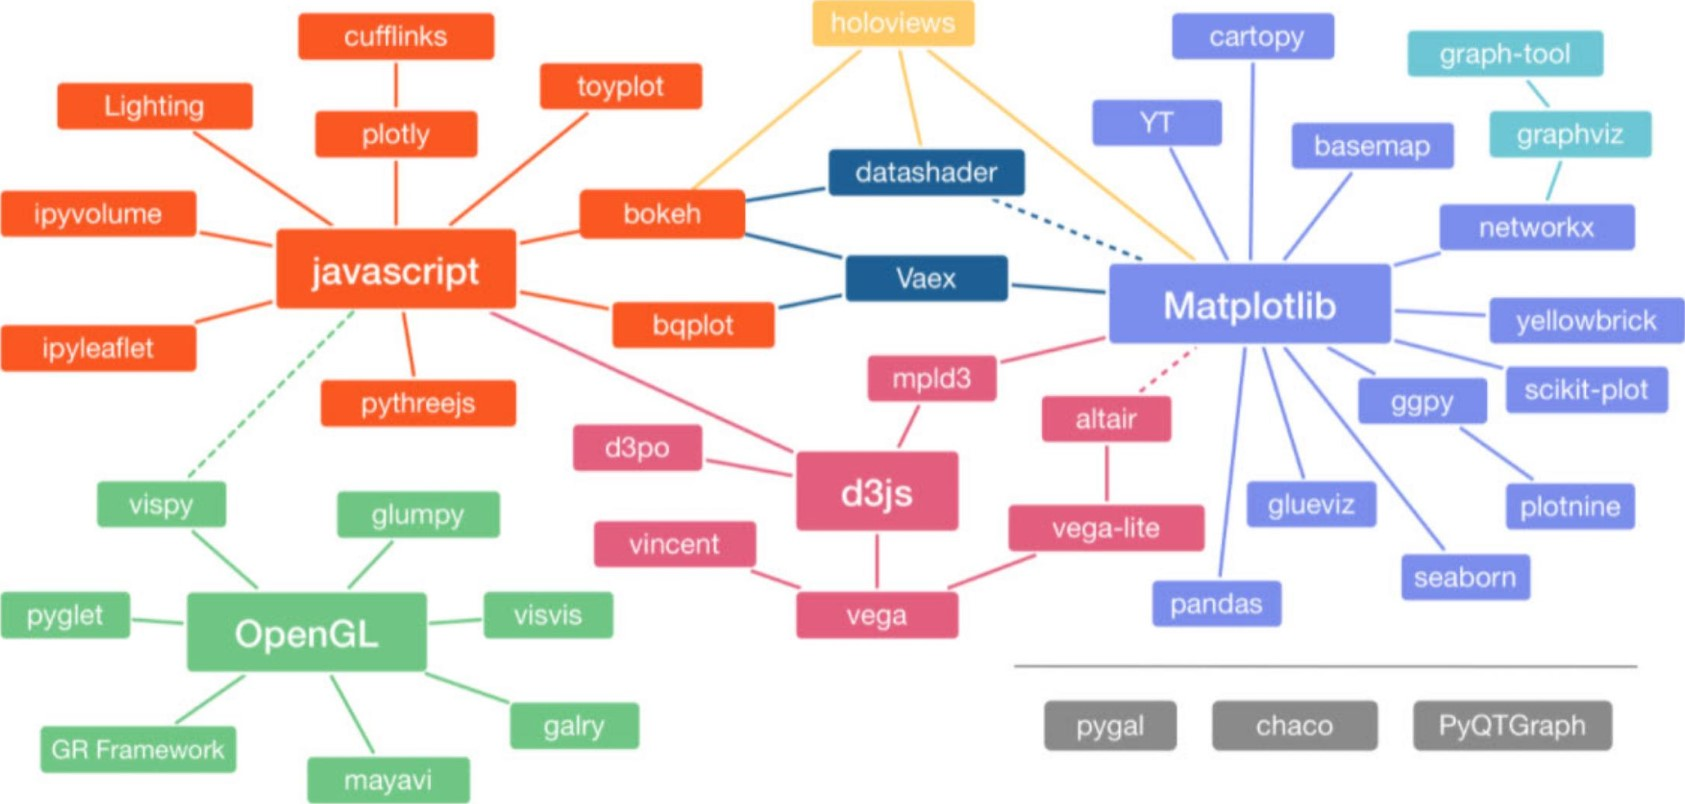 cufflinks
holoviews
cartopy
graph-tool
Lighting
plotly
toyplot
YT
basemap
graphviz
datashader
ipyvolume
bokeh
networkx
javascript
Vaex
Matplotlib
ipyleaflet
bqplot
yellowbrick
pythreejs
mpld3
altair
ggpy
scikit-plot
d3po
d3js
vispy
glumpy
vincent
vega-lite
glueviz
plotnine
pyglet
OpenGL
visvis
vega
pandas
seaborn
GR Framework
mayavi
galry
pygal
chaco
PyQTGraph